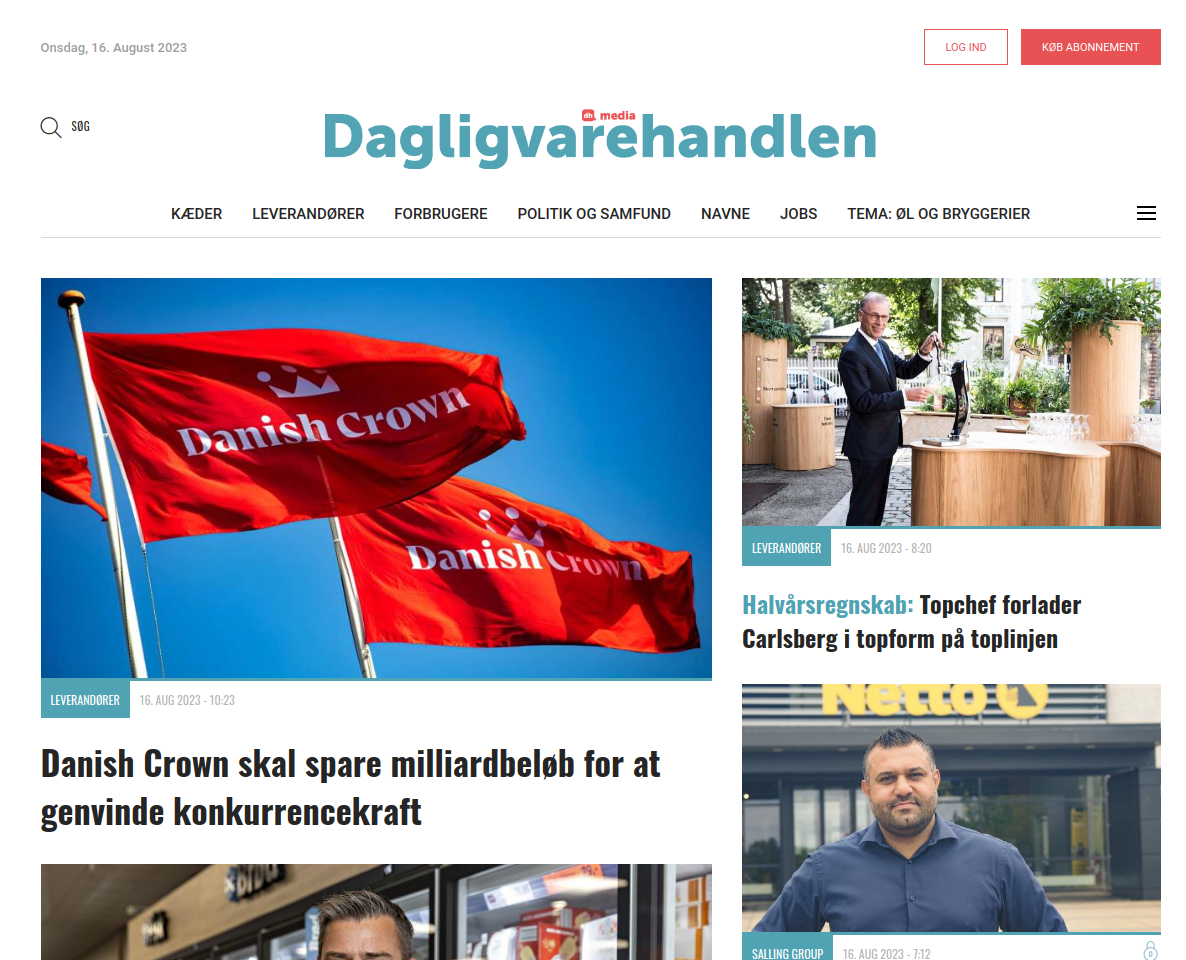 Onsdag, 16. August 2023
LOG IND
KØB ABONNEMENT
SØG
dh. media
Dagligvarehandlen
KÆDER
LEVERANDØRER
FORBRUGERE
POLITIK OG SAMFUND
NAVNE
JOBS
TEMA: ØL OG BRYGGERIER
Danish Crown
Danish Crown
LEVERANDØRER
16. AUG 2023 - 10:23
Danish Crown skal spare milliardbeløb for at
genvinde konkurrencekraft
LEVERANDØRER
16. AUG 2023 - 8:20
Halvårsregnskab: Topchef forlader
Carlsberg i topform på toplinjen
Netto
SALLING GROUP
16. AUG 2023 - 7:12